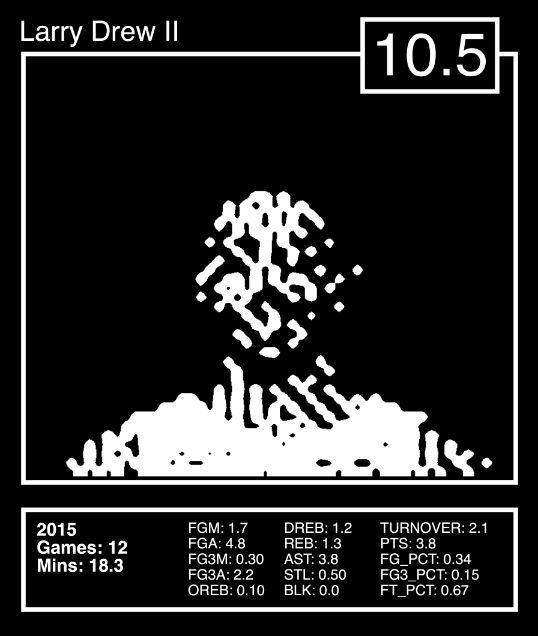 Larry Drew II
10.5
2015
Games: 12
Mins: 18.3
FGM: 1.7
FGA: 4.8
FG3M: 0.30
FG3A: 2.2
OREB: 0.10
DREB: 1.2
REB: 1.3
AST: 3.8
STL: 0.50
BLK: 0.0
TURNOVER: 2.1
PTS: 3.8
FG_PCT: 0.34
FG3_PCT: 0.15
FT_PCT: 0.67